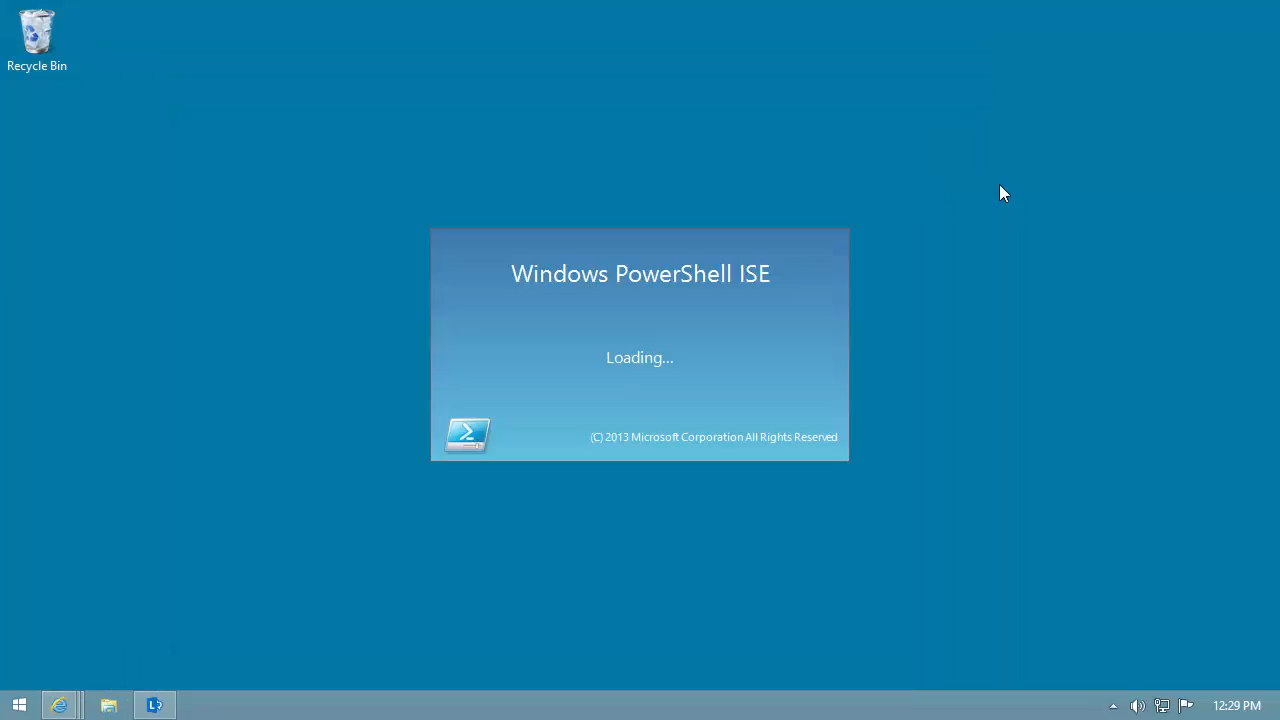 Recycle Bin
Windows PowerShell ISE
Loading...
(C) 2013 Microsoft Corporation All Rights Reserved
12:29 PM